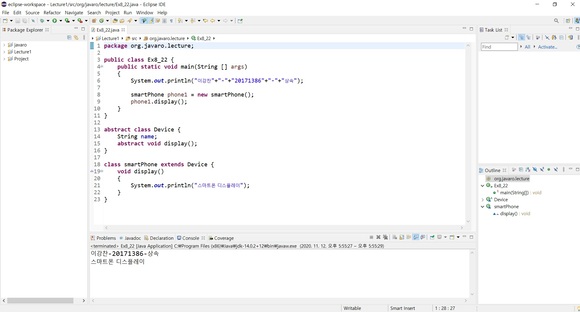 eclipse-workspace - Lecture1/src/org/javaro/lecture/Ex8_22.java - Eclipse IDE
File Edit Source Refactor Navigate Search Project Run Window Help
Package Explorer
javaro
Lecture1
Project
Ex8_22.java
Lecture1 src org.javaro.lecture Ex8_22
1 package org.javaro.lecture;
2
3 public class Ex8_22 {
4 public static void main(String [] args)
5 {
6 System.out.println("이강찬"+"-"+"20171386"+"-"+"상속");
7
8 smartPhone phone1 = new smartPhone();
9 phone1.display();
10 }
11 }
12
13 abstract class Device {
14 String name;
15 abstract void display();
16 }
17
18 class smartPhone extends Device {
19 void display()
20 {
21 System.out.println("스마트폰 디스플레이");
22 }
23 }
Problems Javadoc Declaration Console Coverage
<terminated> Ex8_22 [Java Application] C:₩Program Files (x86)₩Java₩jdk-14.0.2+12₩bin₩javaw.exe (2020. 11. 12. 오후 5:55:27 – 5:55:29)
이강찬-20171386-상속
스마트폰 디스플레이
Task List
Find All Activate...
Outline
org.javaro.lecture
Ex8_22
main(String[]) : void
Device
smartPhone
display() : void
Writable Smart Insert 1 : 28 : 27